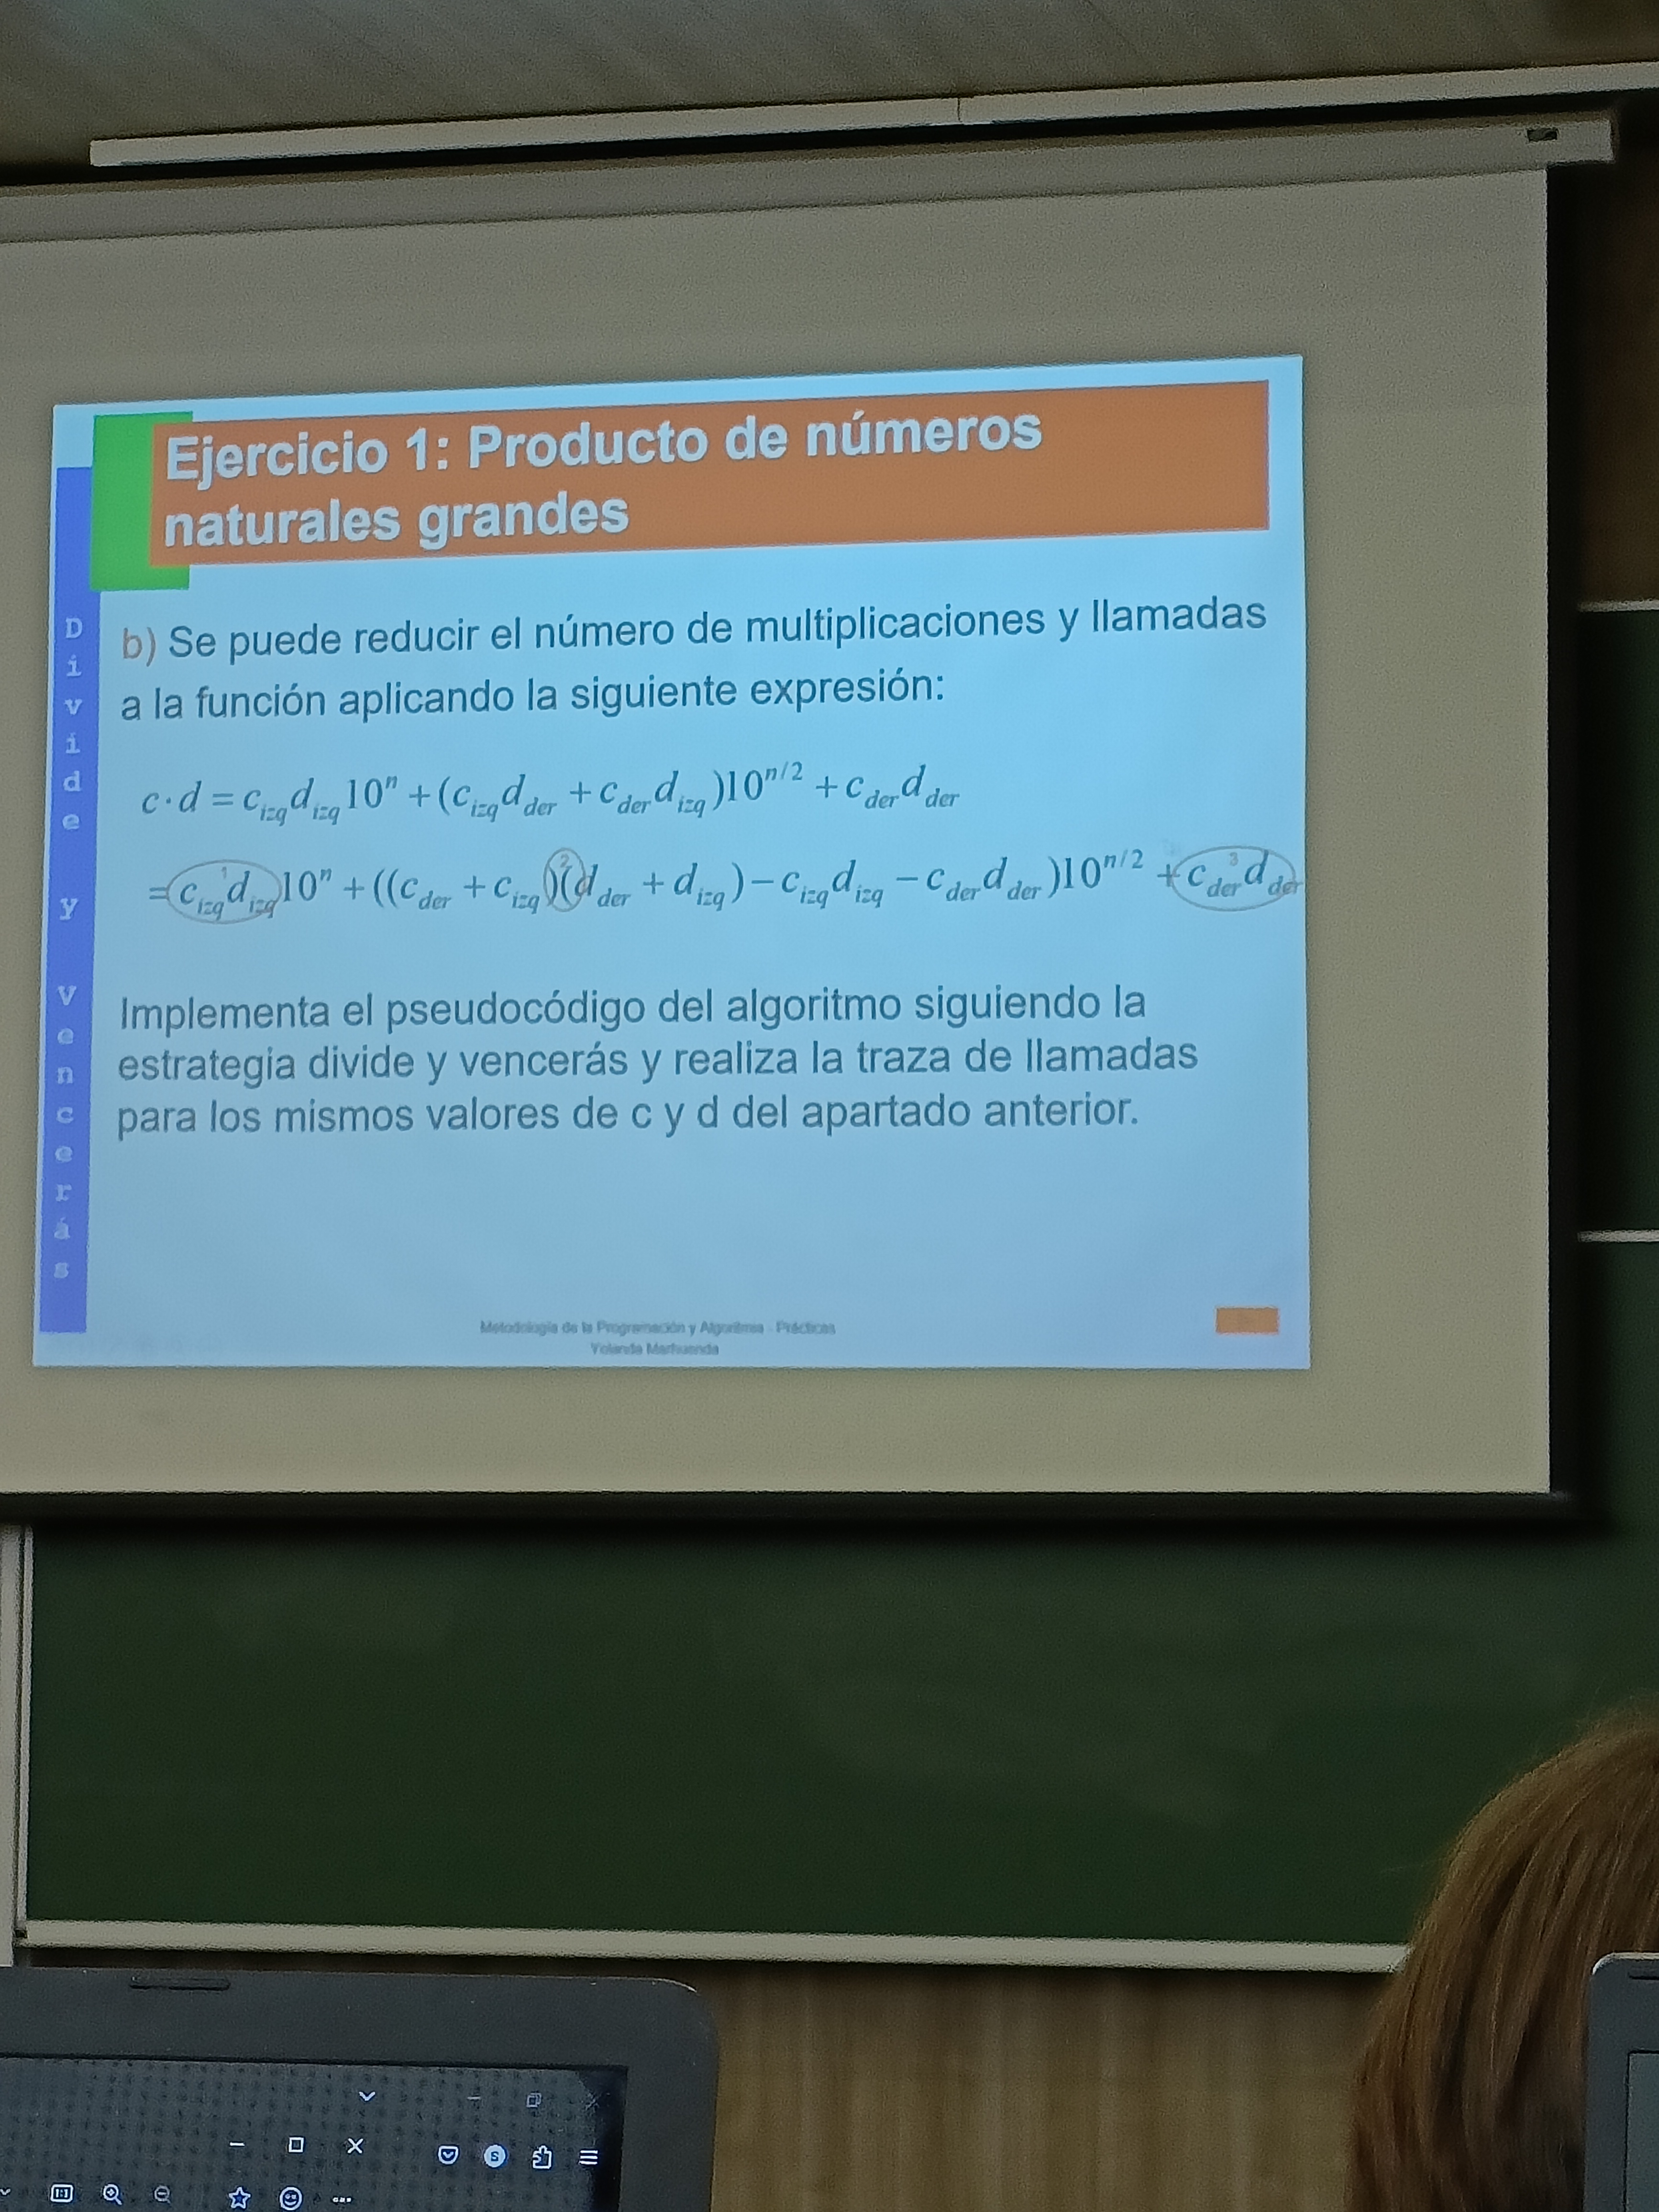 Ejercicio 1: Producto de números
naturales grandes
Divide y Vencerás
b) Se puede reducir el número de multiplicaciones y llamadas
a la función aplicando la siguiente expresión:
c·d = c_{izq}d_{izq}10^{n} + (c_{izq}d_{der} + c_{der}d_{izq})10^{n/2} + c_{der}d_{der}
= c_{izq}^{1}d_{izq}10^{n} + ((c_{der} + c_{izq})^{2}(d_{der} + d_{izq}) − c_{izq}d_{izq} − c_{der}d_{der})10^{n/2} + c_{der}^{3}d_{der}
Implementa el pseudocódigo del algoritmo siguiendo la
estrategia divide y vencerás y realiza la traza de llamadas
para los mismos valores de c y d del apartado anterior.
Metodología de la Programación y Algoritmia - Prácticas
Yolanda Marhuenda
1:1
S